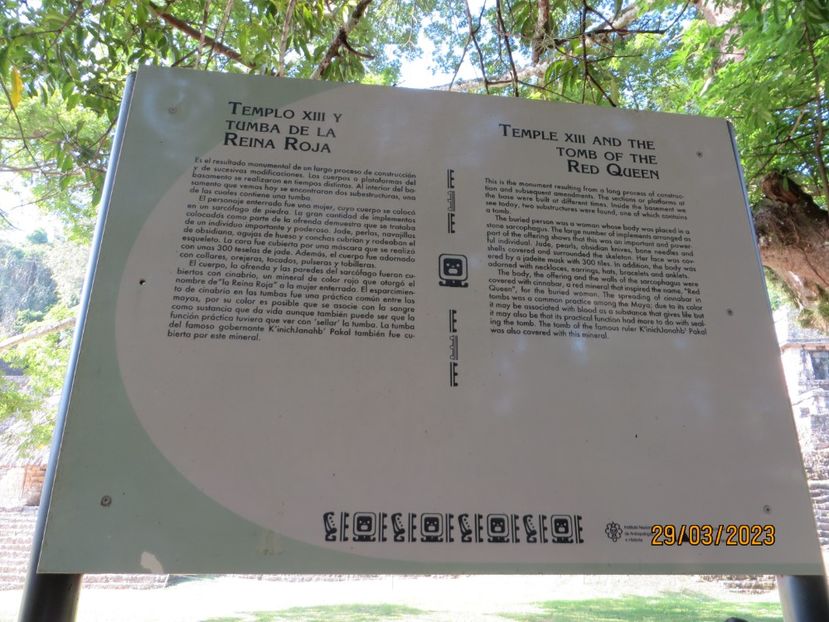 TEMPLO XIII Y
TUMBA DE LA
REINA ROJA
Es el resultado monumental de un largo proceso de construcción
y de sucesivas modificaciones. Los cuerpos o plataformas del
basamento se realizaron en tiempos distintos. Al interior del ba-
samento que vemos hoy se encontraron dos subestructuras, una
de las cuales contiene una tumba.
El personaje enterrado fue una mujer, cuyo cuerpo se colocó
en un sarcófago de piedra. La gran cantidad de implementos
colocados como parte de la ofrenda demuestra que se trataba
de un individuo importante y poderoso. Jade, perlas, navajillas
de obsidiana, agujas de hueso y conchas cubrían y rodeaban el
esqueleto. La cara fue cubierta por una máscara que se realizó
con unas 300 teselas de jade. Además, el cuerpo fue adornado
con collares, orejeras, tocados, pulseras y tobilleras.
El cuerpo, la ofrenda y las paredes del sarcófago fueron cu-
biertos con cinabrio, un mineral de color rojo que otorgó el
nombre de "la Reina Roja" a la mujer enterrada. El esparcimien-
to de cinabrio en las tumbas fue una práctica común entre los
mayas, por su color es posible que se asocie con la sangre
como sustancia que da vida aunque también puede ser que la
función práctica tuviera que ver con 'sellar' la tumba. La tumba
del famoso gobernante K'inichJanahb' Pakal también fue cu-
bierta por este mineral.
TEMPLE XIII AND THE
TOMB OF THE
RED QUEEN
This is the monument resulting from a long process of construc-
tion and subsequent amendments. The sections or platforms at
the base were built at different times. Inside the basement we
see today, two substructures were found, one of which contains
a tomb.
The buried person was a woman whose body was placed in a
stone sarcophagus. The large number of implements arranged as
part of the offering shows that this was an important and power-
ful individual. Jade, pearls, obsidian knives, bone needles and
shells covered and surrounded the skeleton. Her face was cov-
ered by a jadeite mask with 300 tiles. In addition, the body was
adorned with necklaces, earrings, hats, bracelets and anklets.
The body, the offering and the walls of the sarcophagus were
covered with cinnabar, a red mineral that inspired the name, "Red
Queen", for the buried woman. The spreading of cinnabar in
tombs was a common practice among the Maya; due to its color
it may be associated with blood as a substance that gives life but
it may also be that its practical function had more to do with seal-
ing the tomb. The tomb of the famous ruler K'inichJonahb' Pakal
was also covered with this mineral.
Instituto
de Antropología
e Historia
29/03/2023